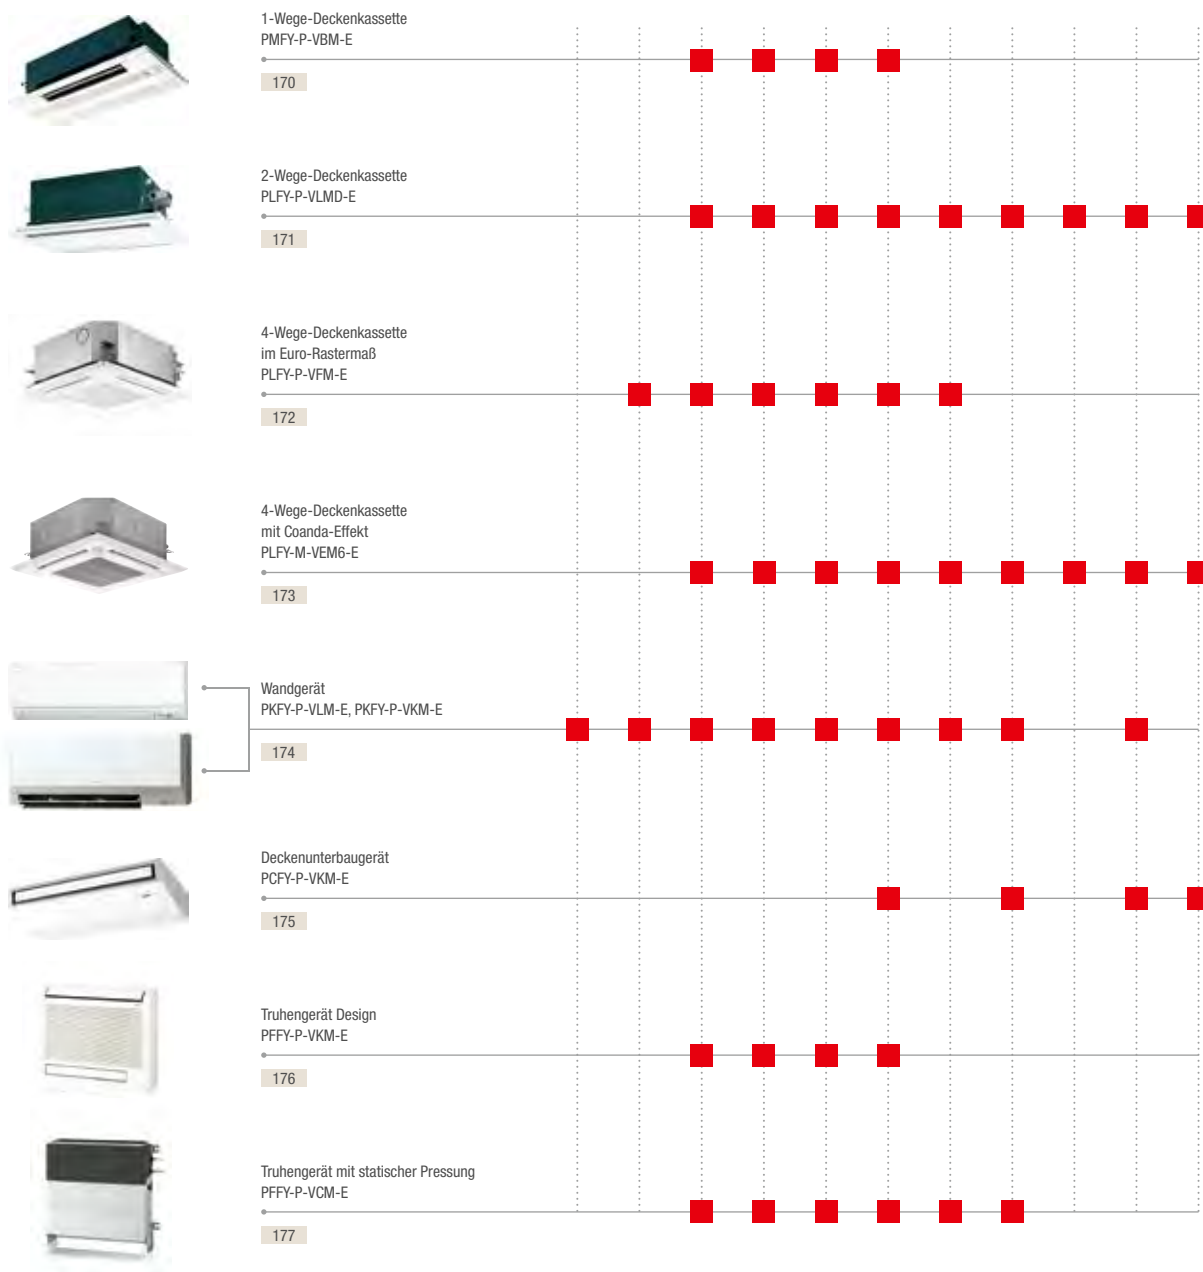 1-Wege-Deckenkassette
PMFY-P-VBM-E
170
2-Wege-Deckenkassette
PLFY-P-VLMD-E
171
4-Wege-Deckenkassette
im Euro-Rastermaß
PLFY-P-VFM-E
172
4-Wege-Deckenkassette
mit Coanda-Effekt
PLFY-M-VEM6-E
173
Wandgerät
PKFY-P-VLM-E, PKFY-P-VKM-E
174
Deckenunterbaugerät
PCFY-P-VKM-E
175
Truhengerät Design
PFFY-P-VKM-E
176
Truhengerät mit statischer Pressung
PFFY-P-VCM-E
177